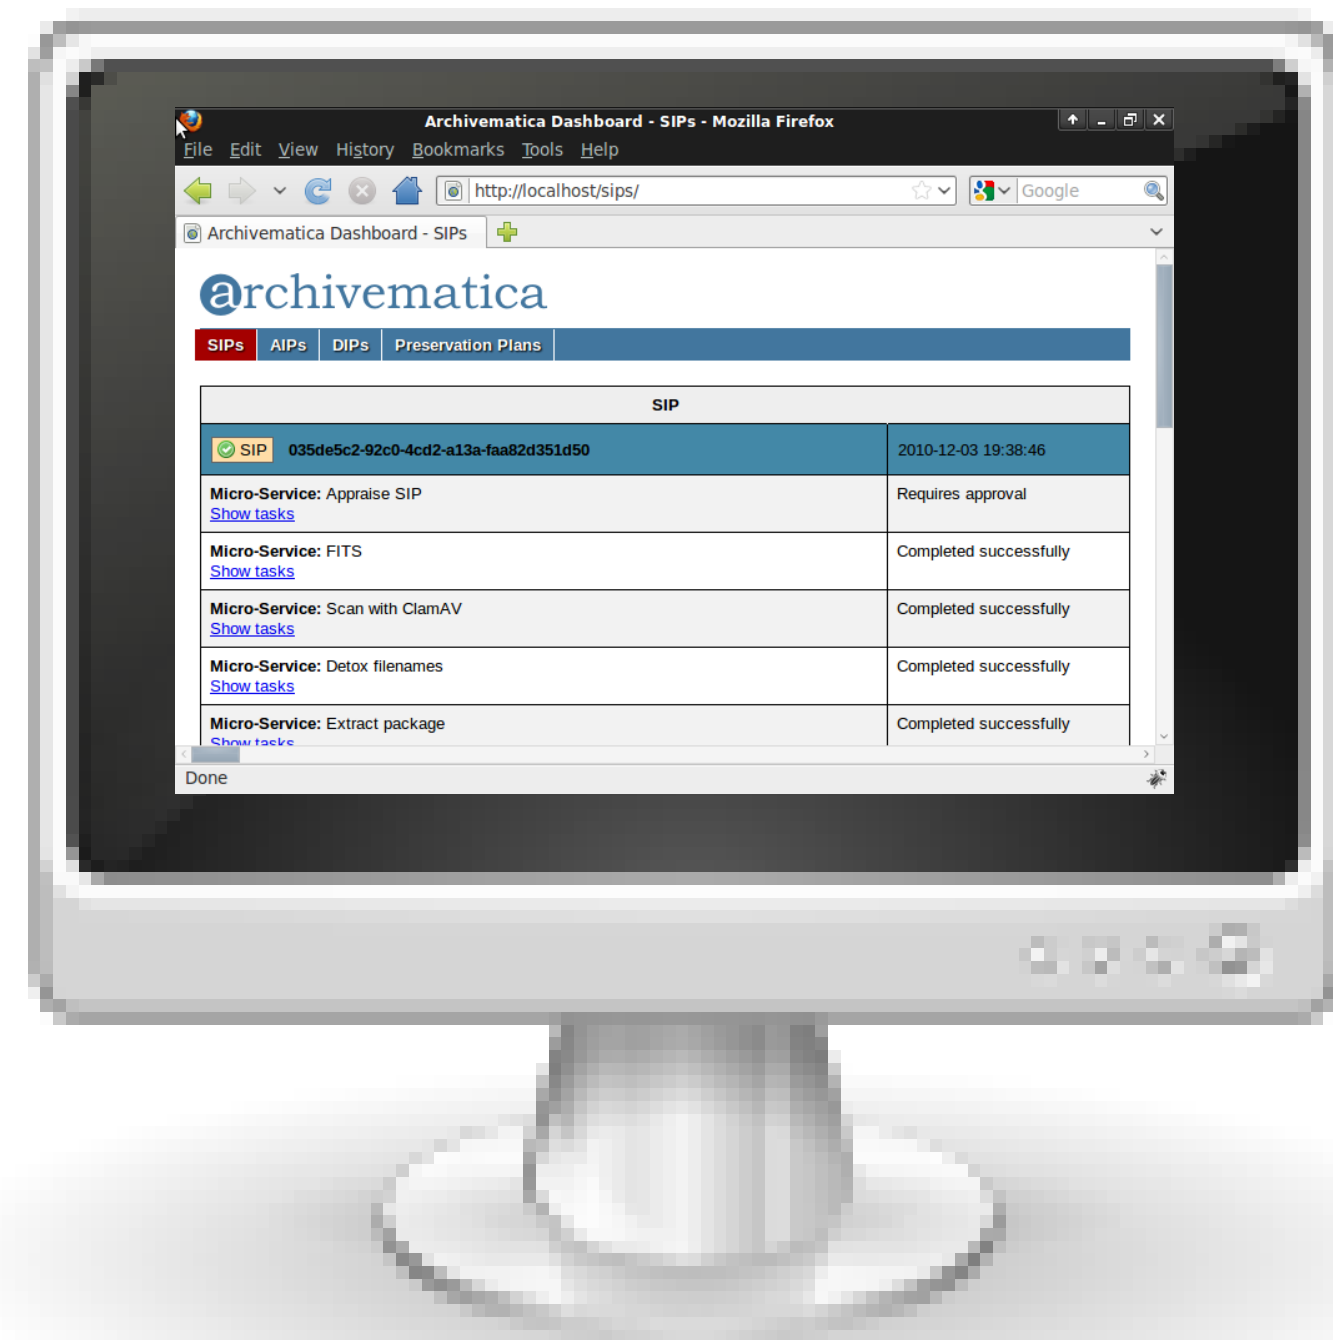 Archivematica Dashboard - SIPs - Mozilla Firefox
File Edit View History Bookmarks Tools Help
http://localhost/sips/ Google
Archivematica Dashboard - SIPs
archivematica
SIPs AIPs DIPs Preservation Plans
SIP
SIP 035de5c2-92c0-4cd2-a13a-faa82d351d50 2010-12-03 19:38:46
Micro-Service: Appraise SIP Requires approval
Show tasks
Micro-Service: FITS Completed successfully
Show tasks
Micro-Service: Scan with ClamAV Completed successfully
Show tasks
Micro-Service: Detox filenames Completed successfully
Show tasks
Micro-Service: Extract package Completed successfully
Show tasks
Done